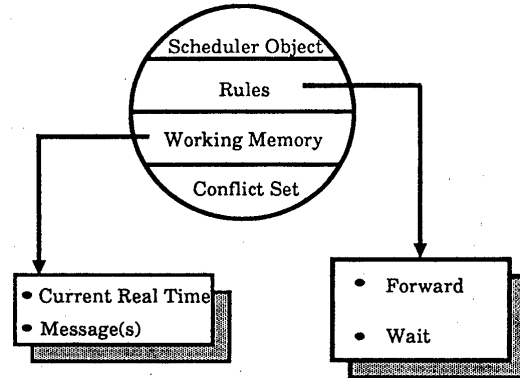 Scheduler Object
Rules
Working Memory
Conflict Set
• Current Real Time
• Message(s)
• Forward
• Wait